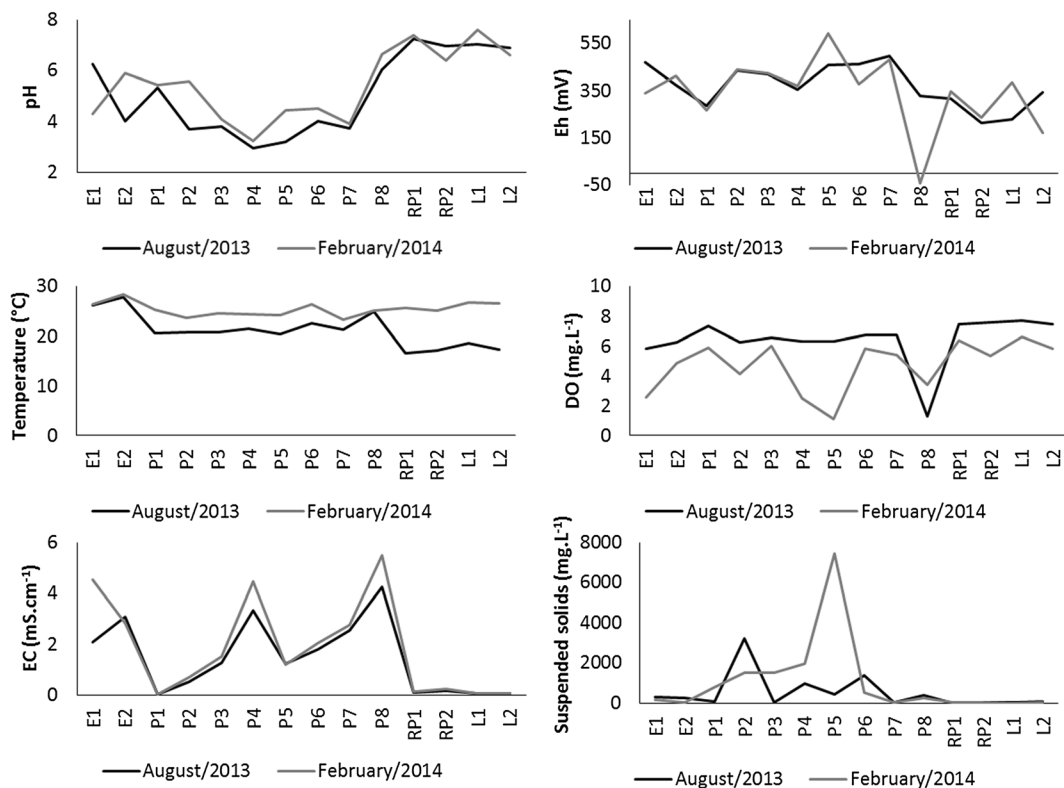 pH
8
6
4
2
E1 E2 P1 P2 P3 P4 P5 P6 P7 P8 RP1 RP2 L1 L2
August/2013 February/2014
Eh (mV)
550
350
150
-50
E1 E2 P1 P2 P3 P4 P5 P6 P7 P8 RP1 RP2 L1 L2
August/2013 February/2014
Temperature (°C)
30
20
10
0
E1 E2 P1 P2 P3 P4 P5 P6 P7 P8 RP1 RP2 L1 L2
August/2013 February/2014
DO (mg.L⁻¹)
10
8
6
4
2
0
E1 E2 P1 P2 P3 P4 P5 P6 P7 P8 RP1 RP2 L1 L2
August/2013 February/2014
EC (mS.cm⁻¹)
6
4
2
0
E1 E2 P1 P2 P3 P4 P5 P6 P7 P8 RP1 RP2 L1 L2
August/2013 February/2014
Suspended solids (mg.L⁻¹)
8000
6000
4000
2000
0
E1 E2 P1 P2 P3 P4 P5 P6 P7 P8 RP1 RP2 L1 L2
August/2013 February/2014